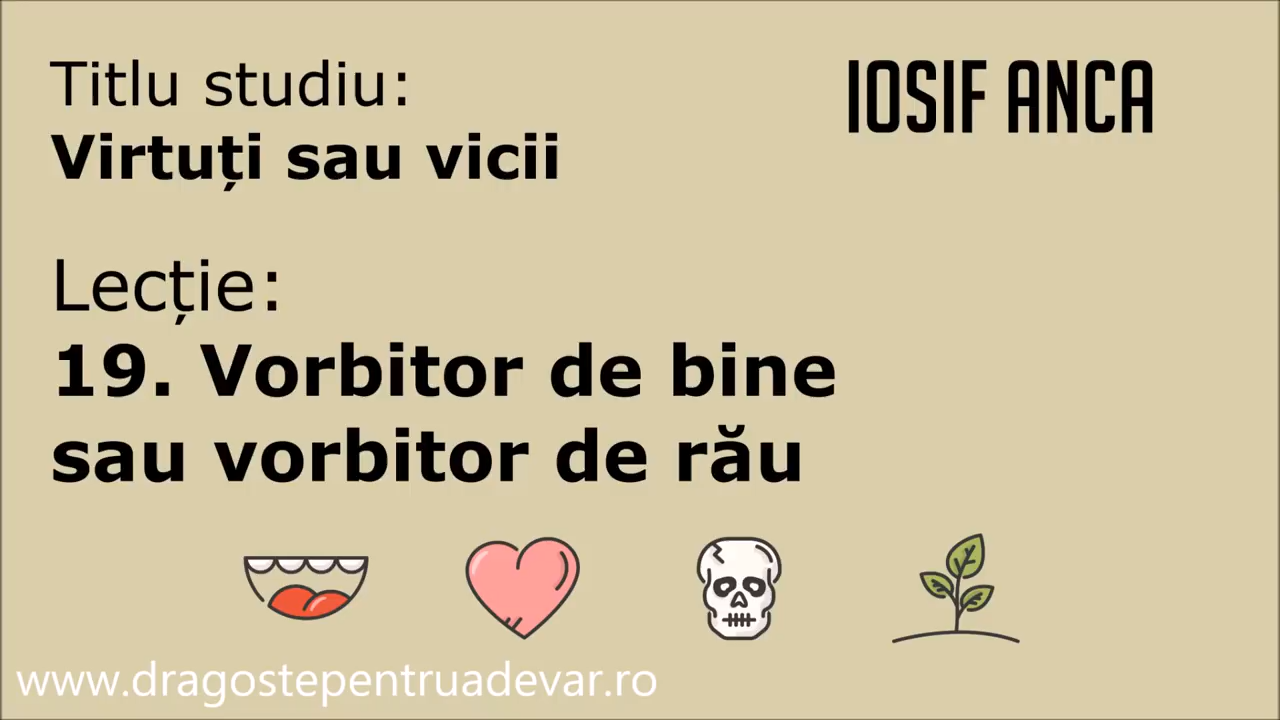 Titlu studiu:
Virtuți sau vicii
IOSIF ANCA
Lecție:
19. Vorbitor de bine
sau vorbitor de rău
www.dragostepentruadevar.ro